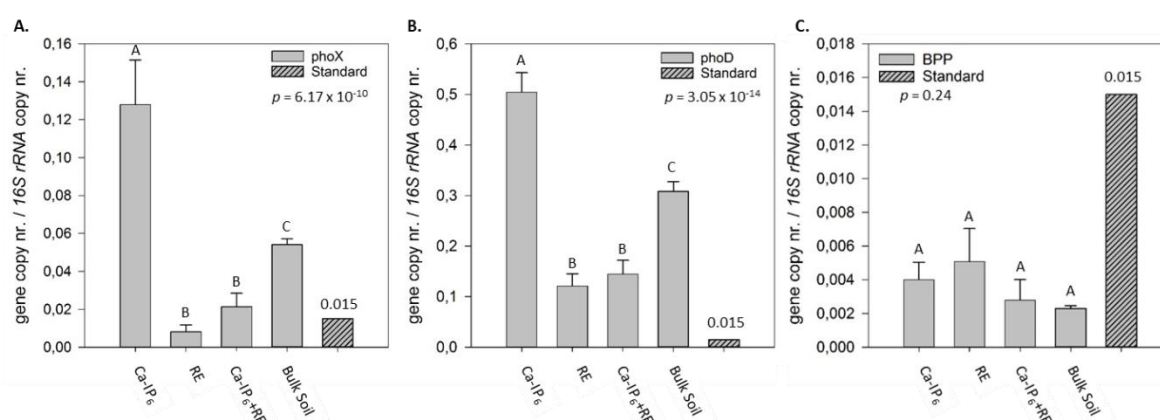 A.
gene copy nr. / 16S rRNA copy nr.
0,16
0,14
0,12
0,10
0,08
0,06
0,04
0,02
0,00
A
B
B
C
0.015
phoX
Standard
p = 6.17 x 10-10
Ca-IP6
RE
Ca-IP6+RE
Bulk Soil
B.
gene copy nr. / 16S rRNA copy nr.
0,6
0,5
0,4
0,3
0,2
0,1
0,0
A
B
B
C
0.015
phoD
Standard
p = 3.05 x 10-14
Ca-IP6
RE
Ca-IP6+RE
Bulk Soil
C.
gene copy nr. / 16S rRNA copy nr.
0,018
0,016
0,014
0,012
0,010
0,008
0,006
0,004
0,002
0,000
A
A
A
A
0.015
BPP
Standard
p = 0.24
Ca-IP6
RE
Ca-IP6+RE
Bulk Soil